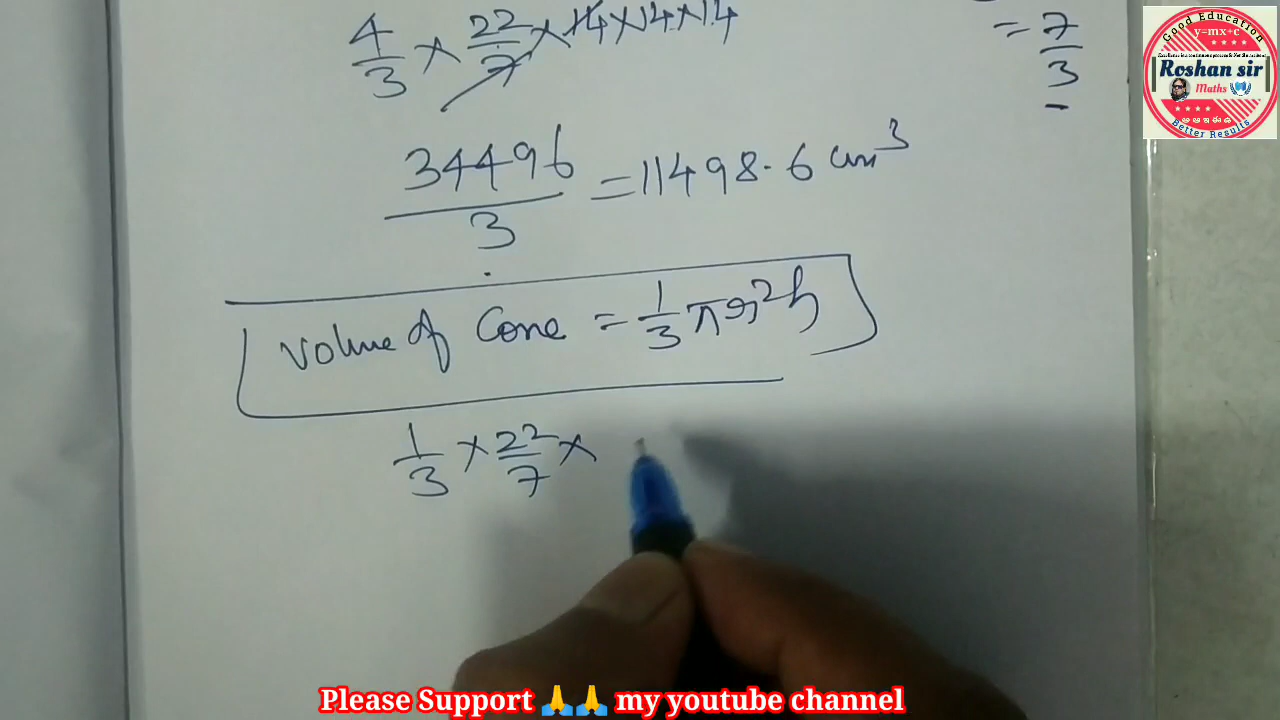 4/3 × 22/7 × 14 × 14 × 14
= 7/3
34496/3 = 11498.6 cm³
Volume of Cone = 1/3 πr²h
1/3 × 22/7 ×
Good Education
y=mx+c
Roshan sir
Maths
Better Results
Please Support 🙏🙏 my youtube channel